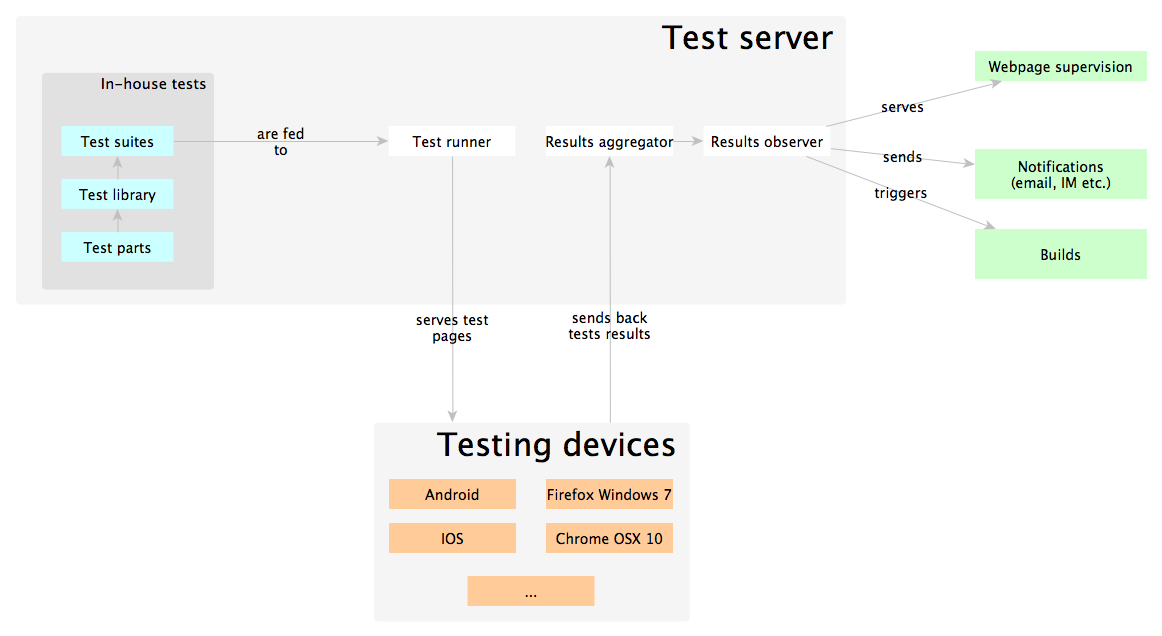 Test server
In-house tests
Test suites
Test library
Test parts
are fed
to
Test runner
Results aggregator
Results observer
serves
sends
triggers
Webpage supervision
Notifications
(email, IM etc.)
Builds
serves test
pages
sends back
tests results
Testing devices
Android
Firefox Windows 7
IOS
Chrome OSX 10
...